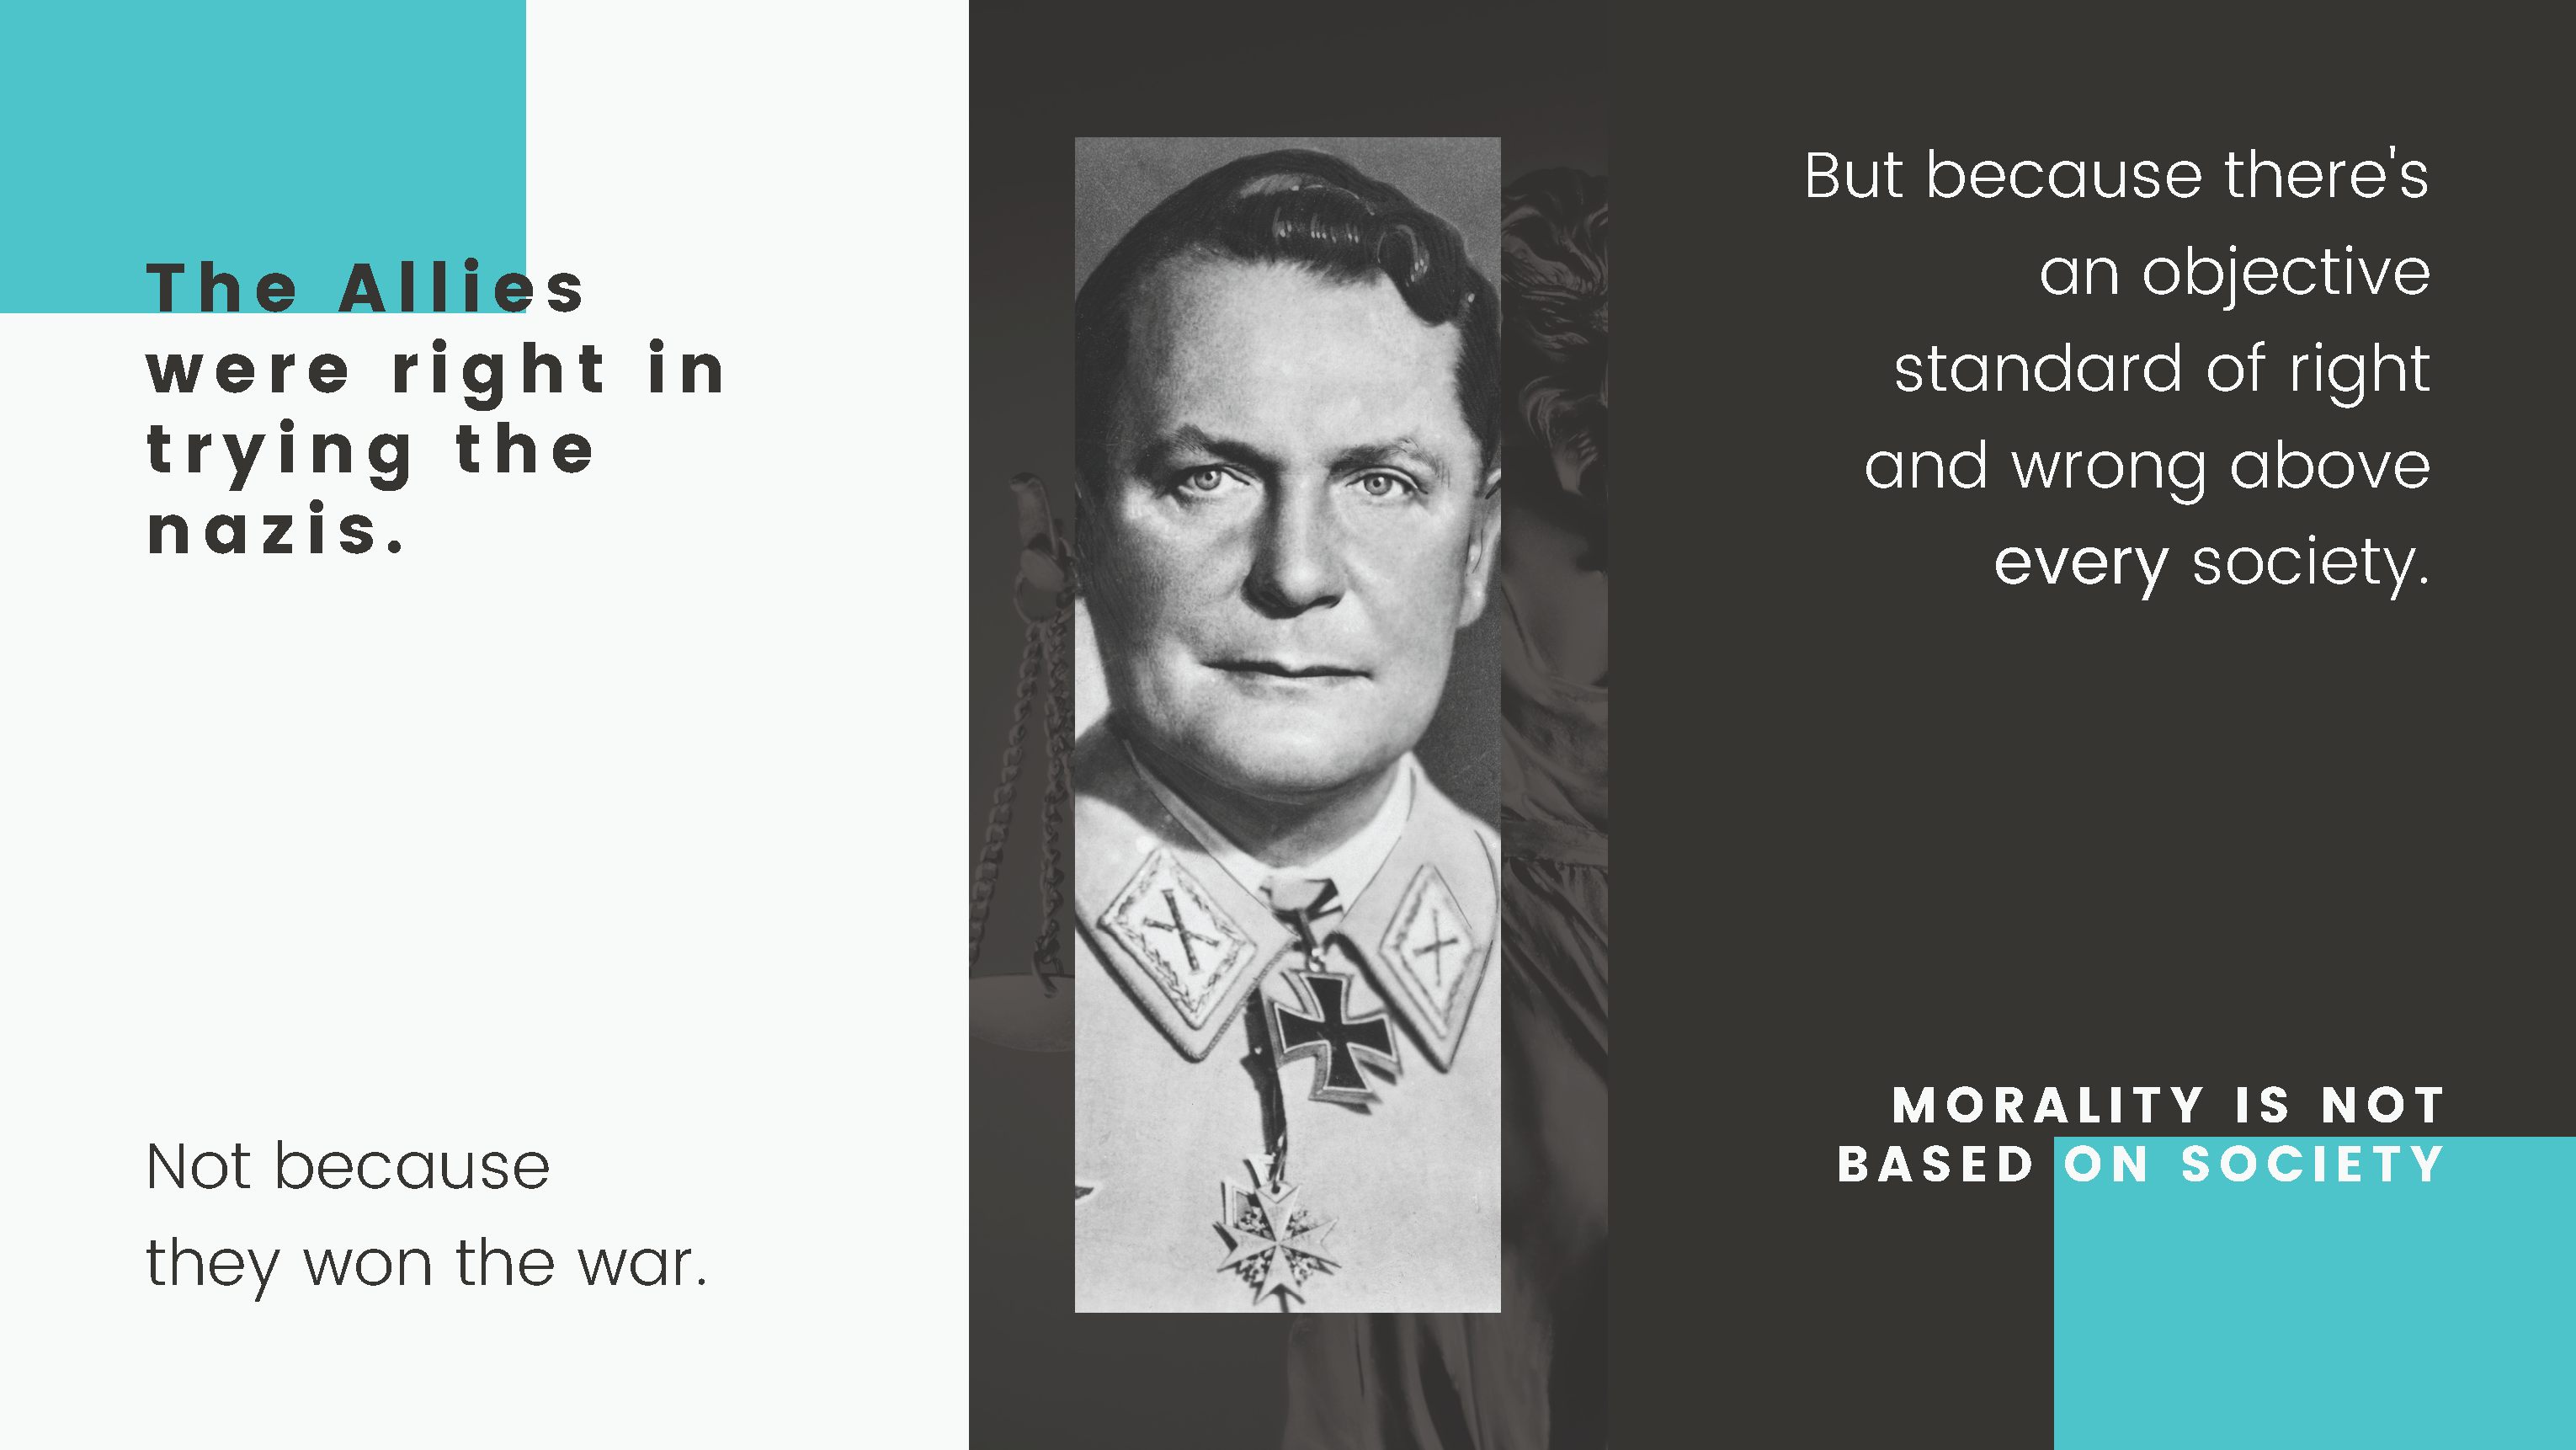 The Allies
were right in
trying the
nazis.
Not because
they won the war.
But because there's
an objective
standard of right
and wrong above
every society.
MORALITY IS NOT
BASED ON SOCIETY